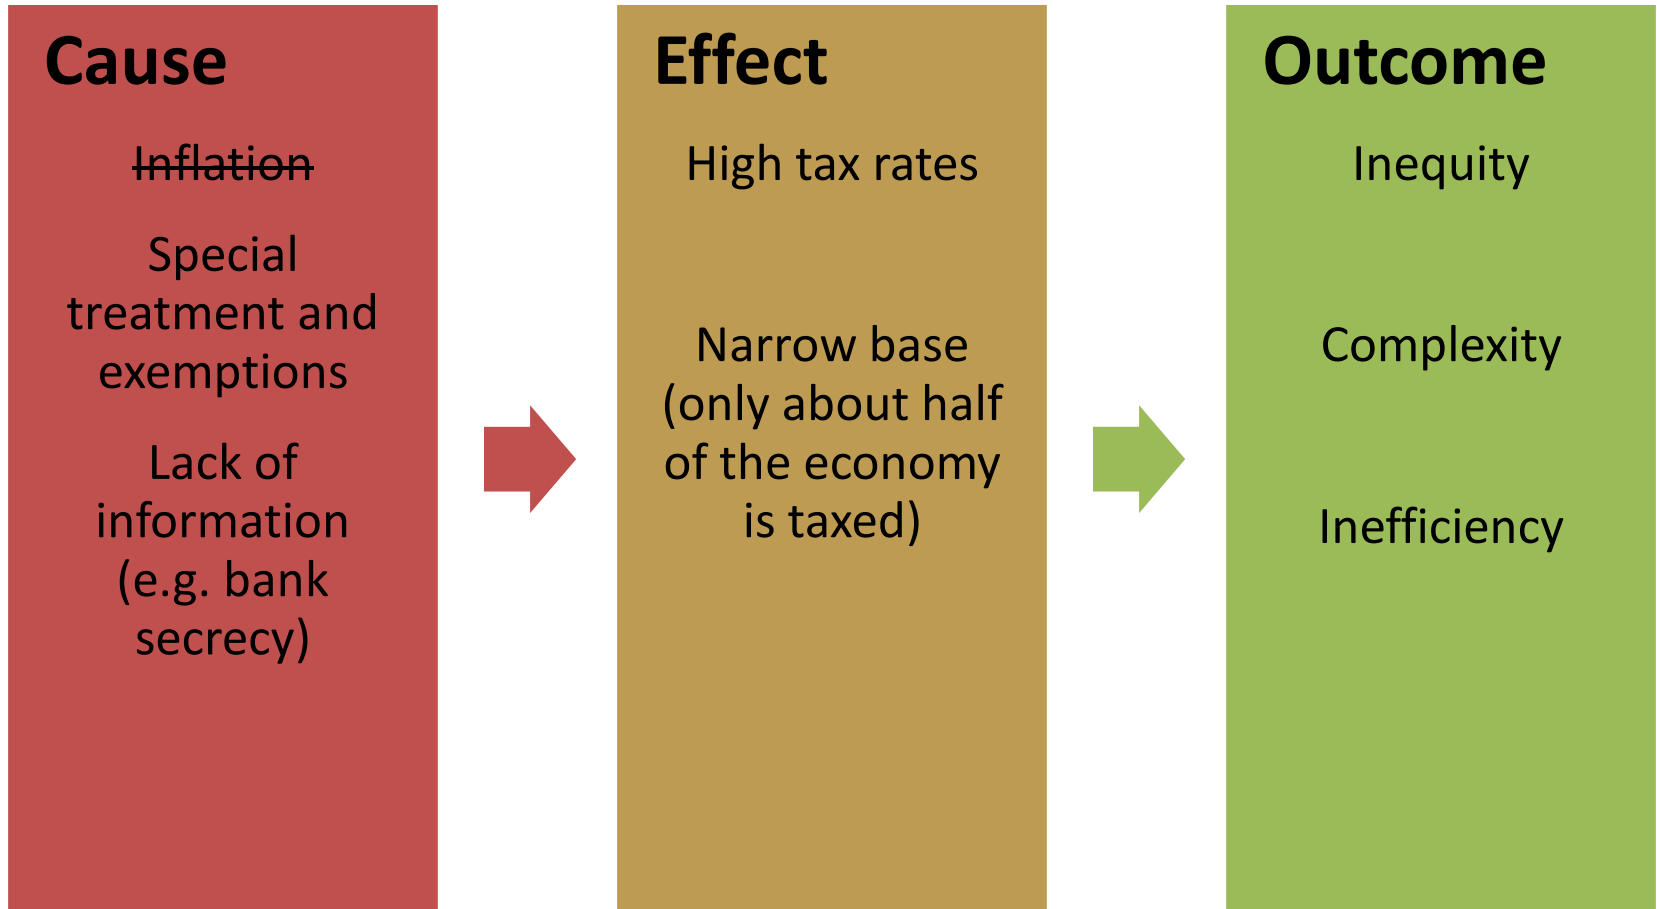 Cause
Inflation
Special
treatment and
exemptions
Lack of
information
(e.g. bank
secrecy)
Effect
High tax rates
Narrow base
(only about half
of the economy
is taxed)
Outcome
Inequity
Complexity
Inefficiency